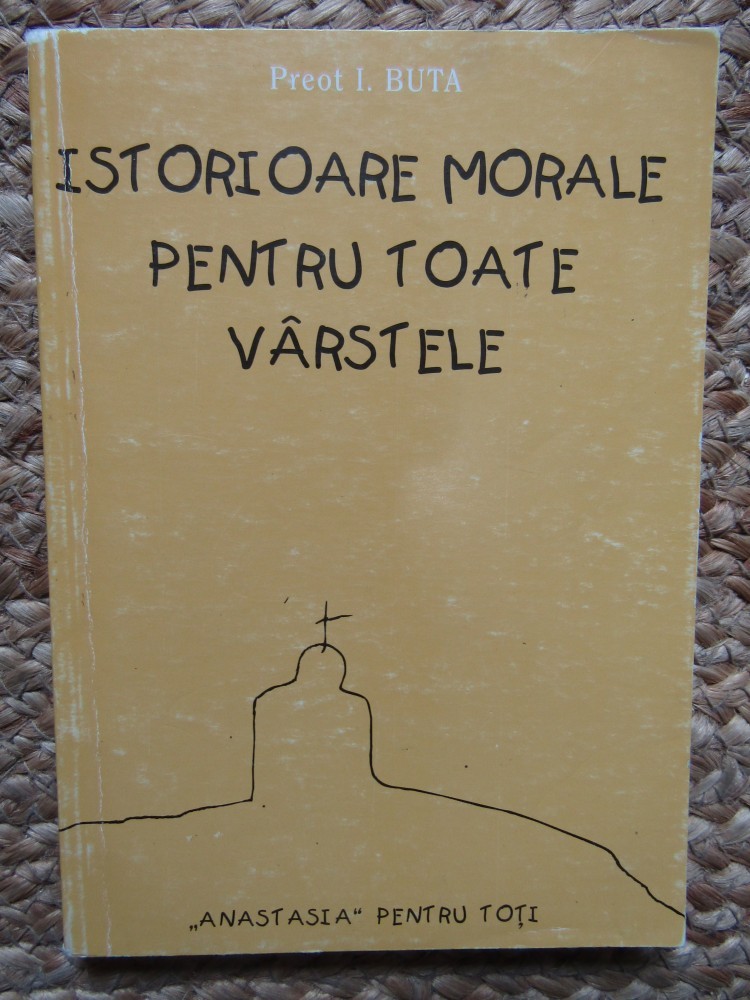 Preot I. BUTA
ISTORIOARE MORALE
PENTRU TOATE
VÂRSTELE
„ANASTASIA“ PENTRU TOȚI